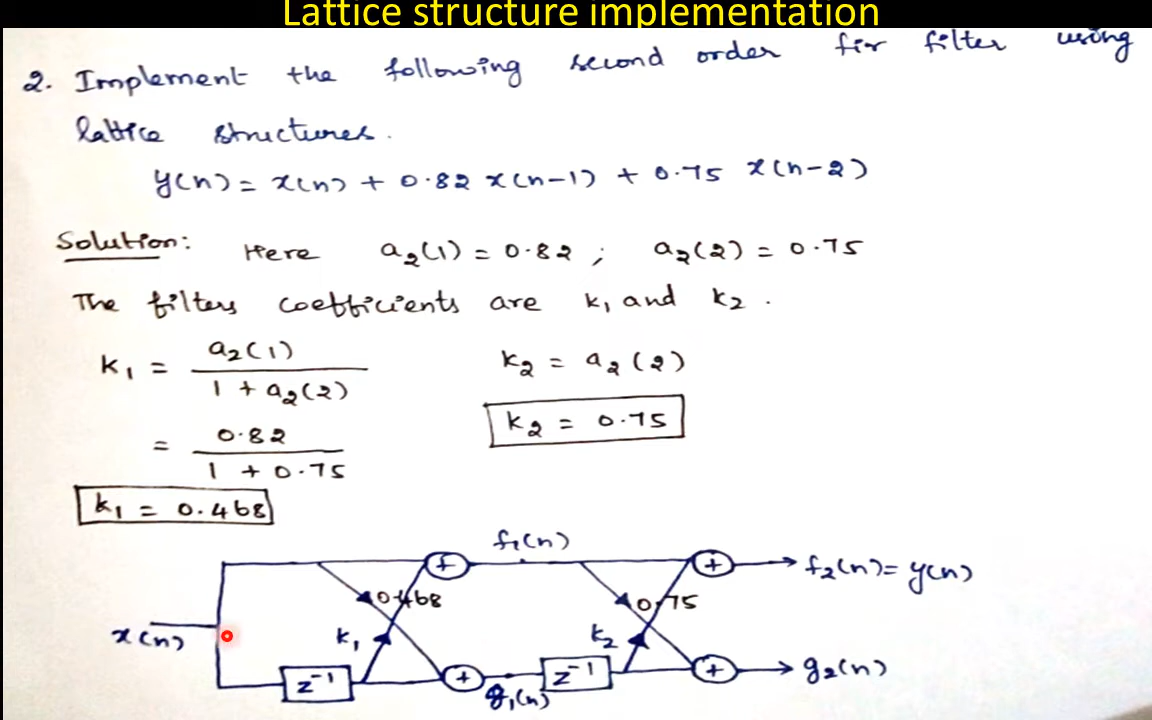 Lattice structure implementation
2. Implement the following second order fir filter using
lattice structures.
y(n) = x(n) + 0.82 x(n-1) + 0.75 x(n-2)
Solution: Here a₂(1) = 0.82 ; a₂(2) = 0.75
The filters coefficients are k₁ and k₂ .
k₁ = a₂(1) / 1 + a₂(2)
k₂ = a₂(2)
= 0.82 / 1 + 0.75
k₂ = 0.75
k₁ = 0.468
x(n)
+
f₁(n)
+
f₂(n) = y(n)
0.468
0.75
k₁
k₂
z⁻¹
+
g₁(n)
z⁻¹
+
g₂(n)